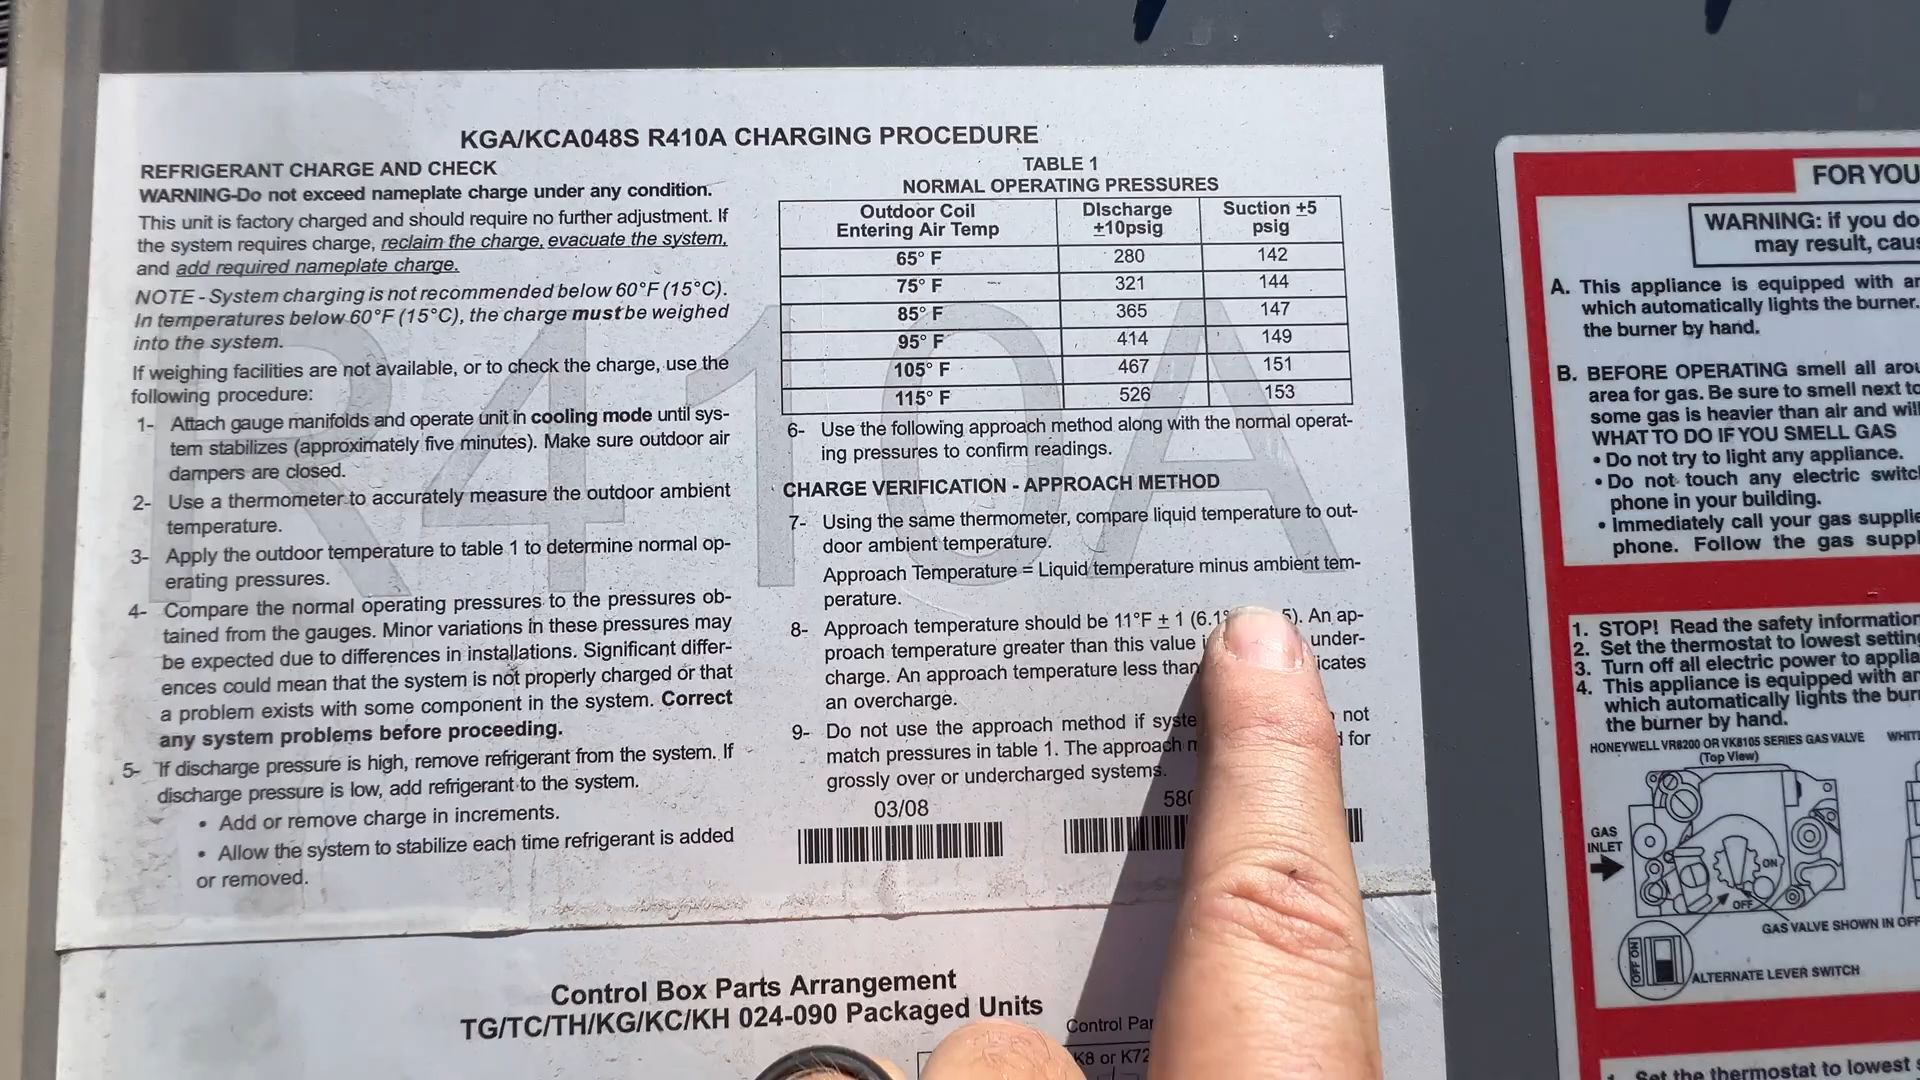 KGA/KCA048S R410A CHARGING PROCEDURE
REFRIGERANT CHARGE AND CHECK
WARNING-Do not exceed nameplate charge under any condition.
This unit is factory charged and should require no further adjustment. If
the system requires charge, reclaim the charge, evacuate the system,
and add required nameplate charge.
NOTE - System charging is not recommended below 60°F (15°C).
In temperatures below 60°F (15°C), the charge must be weighed
into the system.
If weighing facilities are not available, or to check the charge, use the
following procedure:
1- Attach gauge manifolds and operate unit in cooling mode until sys-
tem stabilizes (approximately five minutes). Make sure outdoor air
dampers are closed.
2- Use a thermometer to accurately measure the outdoor ambient
temperature.
3- Apply the outdoor temperature to table 1 to determine normal op-
erating pressures.
4- Compare the normal operating pressures to the pressures ob-
tained from the gauges. Minor variations in these pressures may
be expected due to differences in installations. Significant differ-
ences could mean that the system is not properly charged or that
a problem exists with some component in the system. Correct
any system problems before proceeding.
5- If discharge pressure is high, remove refrigerant from the system. If
discharge pressure is low, add refrigerant to the system.
• Add or remove charge in increments.
• Allow the system to stabilize each time refrigerant is added
or removed.
TABLE 1
NORMAL OPERATING PRESSURES
Outdoor Coil Entering Air Temp DIscharge ±10psig Suction ±5 psig
65° F 280 142
75° F 321 144
85° F 365 147
95° F 414 149
105° F 467 151
115° F 526 153
6- Use the following approach method along with the normal operat-
ing pressures to confirm readings.
CHARGE VERIFICATION - APPROACH METHOD
7- Using the same thermometer, compare liquid temperature to out-
door ambient temperature.
Approach Temperature = Liquid temperature minus ambient tem-
perature.
8- Approach temperature should be 11°F ± 1 (6.1° 5). An ap-
proach temperature greater than this value under-
charge. An approach temperature less than icates
an overcharge.
9- Do not use the approach method if syste not
match pressures in table 1. The approach for
grossly over or undercharged systems.
03/08
580
R410A
Control Box Parts Arrangement
TG/TC/TH/KG/KC/KH 024-090 Packaged Units
Control Par
K8 or K72
FOR YOU
WARNING: if you do
may result, caus
A. This appliance is equipped with an
which automatically lights the burner.
the burner by hand.
B. BEFORE OPERATING smell all arou
area for gas. Be sure to smell next to
some gas is heavier than air and will
WHAT TO DO IF YOU SMELL GAS
• Do not try to light any appliance.
• Do not touch any electric switch
phone in your building.
• Immediately call your gas supplie
phone. Follow the gas suppl
1. STOP! Read the safety information
2. Set the thermostat to lowest setting
3. Turn off all electric power to applia
4. This appliance is equipped with an
which automatically lights the burn
the burner by hand.
HONEYWELL VR8200 OR VK8105 SERIES GAS VALVE WHIT
(Top View)
GAS
INLET
ON
OFF
GAS VALVE SHOWN IN OFF
OFF ON
ALTERNATE LEVER SWITCH
1. Set the thermostat to lowest s